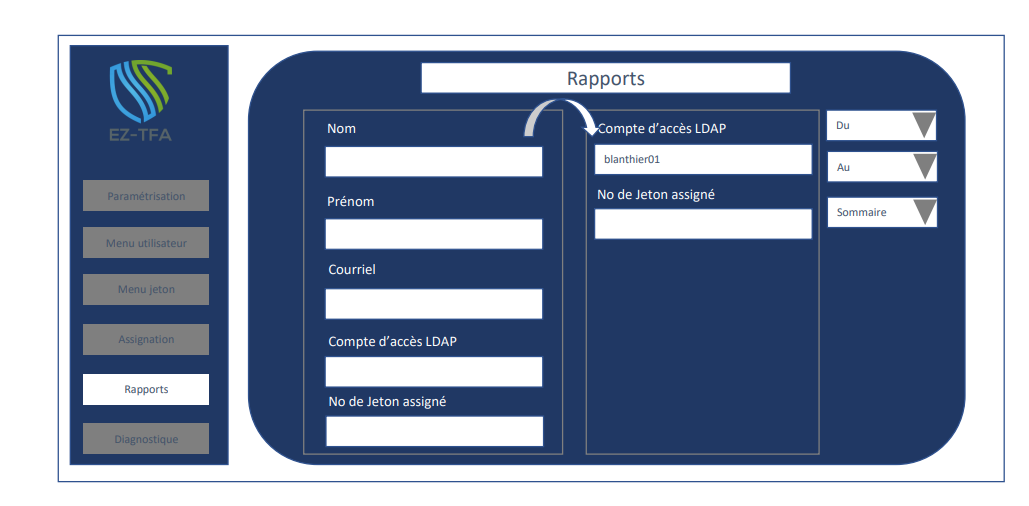 EZ-TFA
Paramétrisation
Menu utilisateur
Menu jeton
Assignation
Rapports
Diagnostique
Rapports
Nom
Prénom
Courriel
Compte d'accès LDAP
No de Jeton assigné
Compte d'accès LDAP
blanthier01
No de Jeton assigné
Du
Au
Sommaire